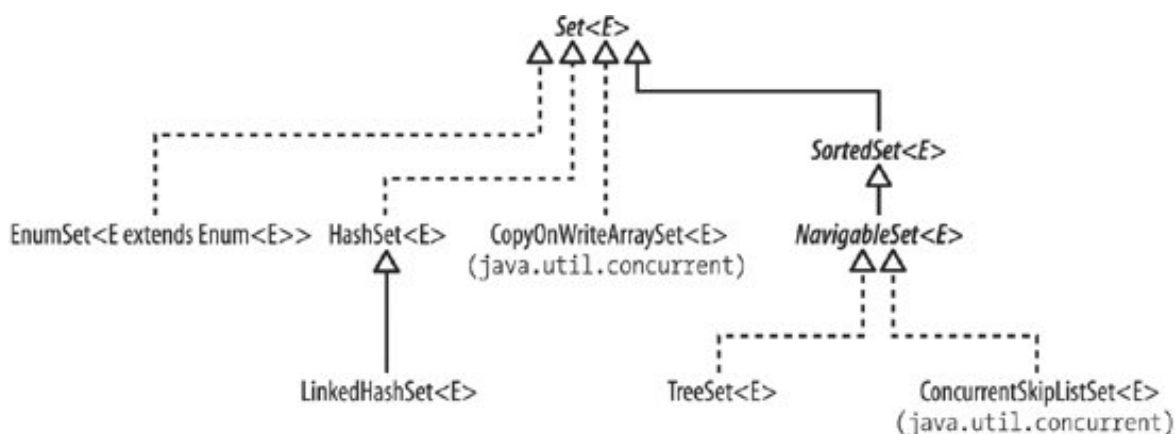 Set<E>
SortedSet<E>
EnumSet<E extends Enum<E>> HashSet<E> CopyOnWriteArraySet<E> NavigableSet<E>
(java.util.concurrent)
LinkedHashSet<E> TreeSet<E> ConcurrentSkipListSet<E>
(java.util.concurrent)